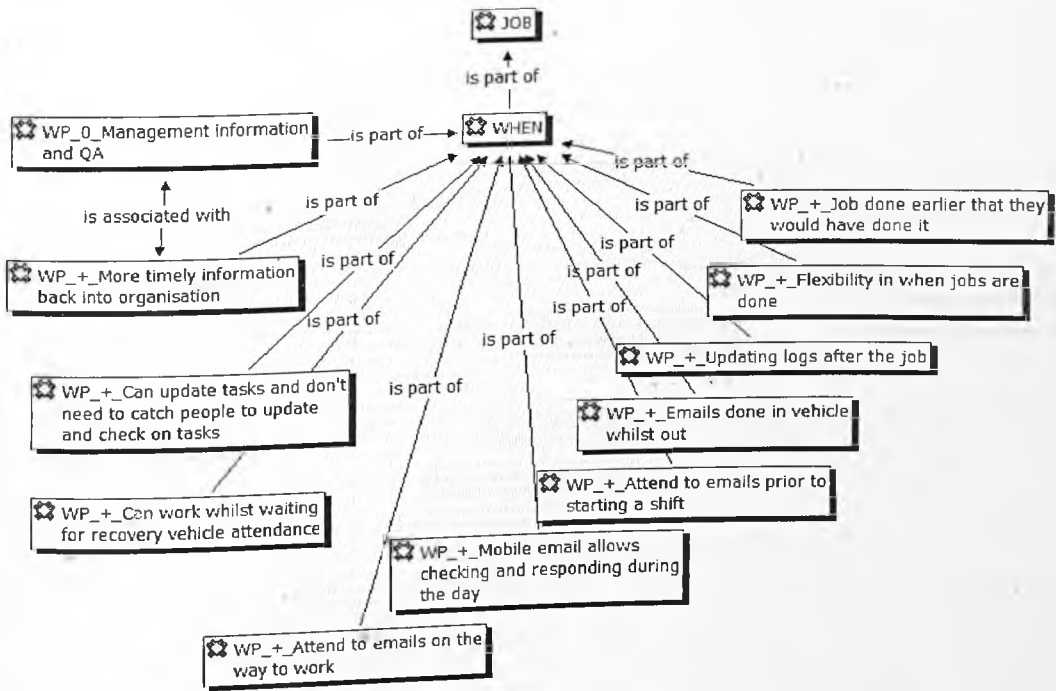 JOB
is part of
WP_0_Management information
and QA
is part of
WHEN
is part of
is associated with
is part of
WP_+_Job done earlier that they
would have done it
is part of
WP_+_More timely information
back into organisation
is part of
is part of
WP_+_Flexibility in when jobs are
done
is part of
is part of
is part of
is part of
WP_+_Updating logs after the job
WP_+_Can update tasks and don't
need to catch people to update
and check on tasks
is part of
WP_+_Emails done in vehicle
whilst out
WP_+_Attend to emails prior to
starting a shift
WP_+_Can work whilst waiting
for recovery vehicle attendance
WP_+_Mobile email allows
checking and responding during
the day
WP_+_Attend to emails on the
way to work